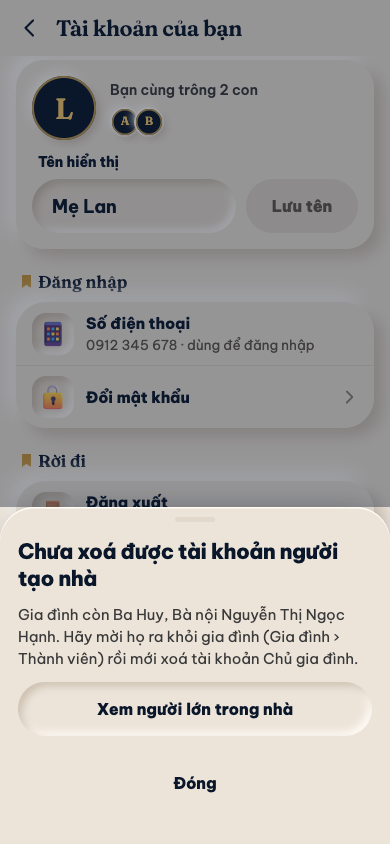 Tài khoản của bạn
L
Bạn cùng trông 2 con
A B
Tên hiển thị
Mẹ Lan
Lưu tên
Đăng nhập
Số điện thoại
0912 345 678 · dùng để đăng nhập
Đổi mật khẩu
Rời đi
Đăng xuất
Chưa xoá được tài khoản người
tạo nhà
Gia đình còn Ba Huy, Bà nội Nguyễn Thị Ngọc
Hạnh. Hãy mời họ ra khỏi gia đình (Gia đình ›
Thành viên) rồi mới xoá tài khoản Chủ gia đình.
Xem người lớn trong nhà
Đóng